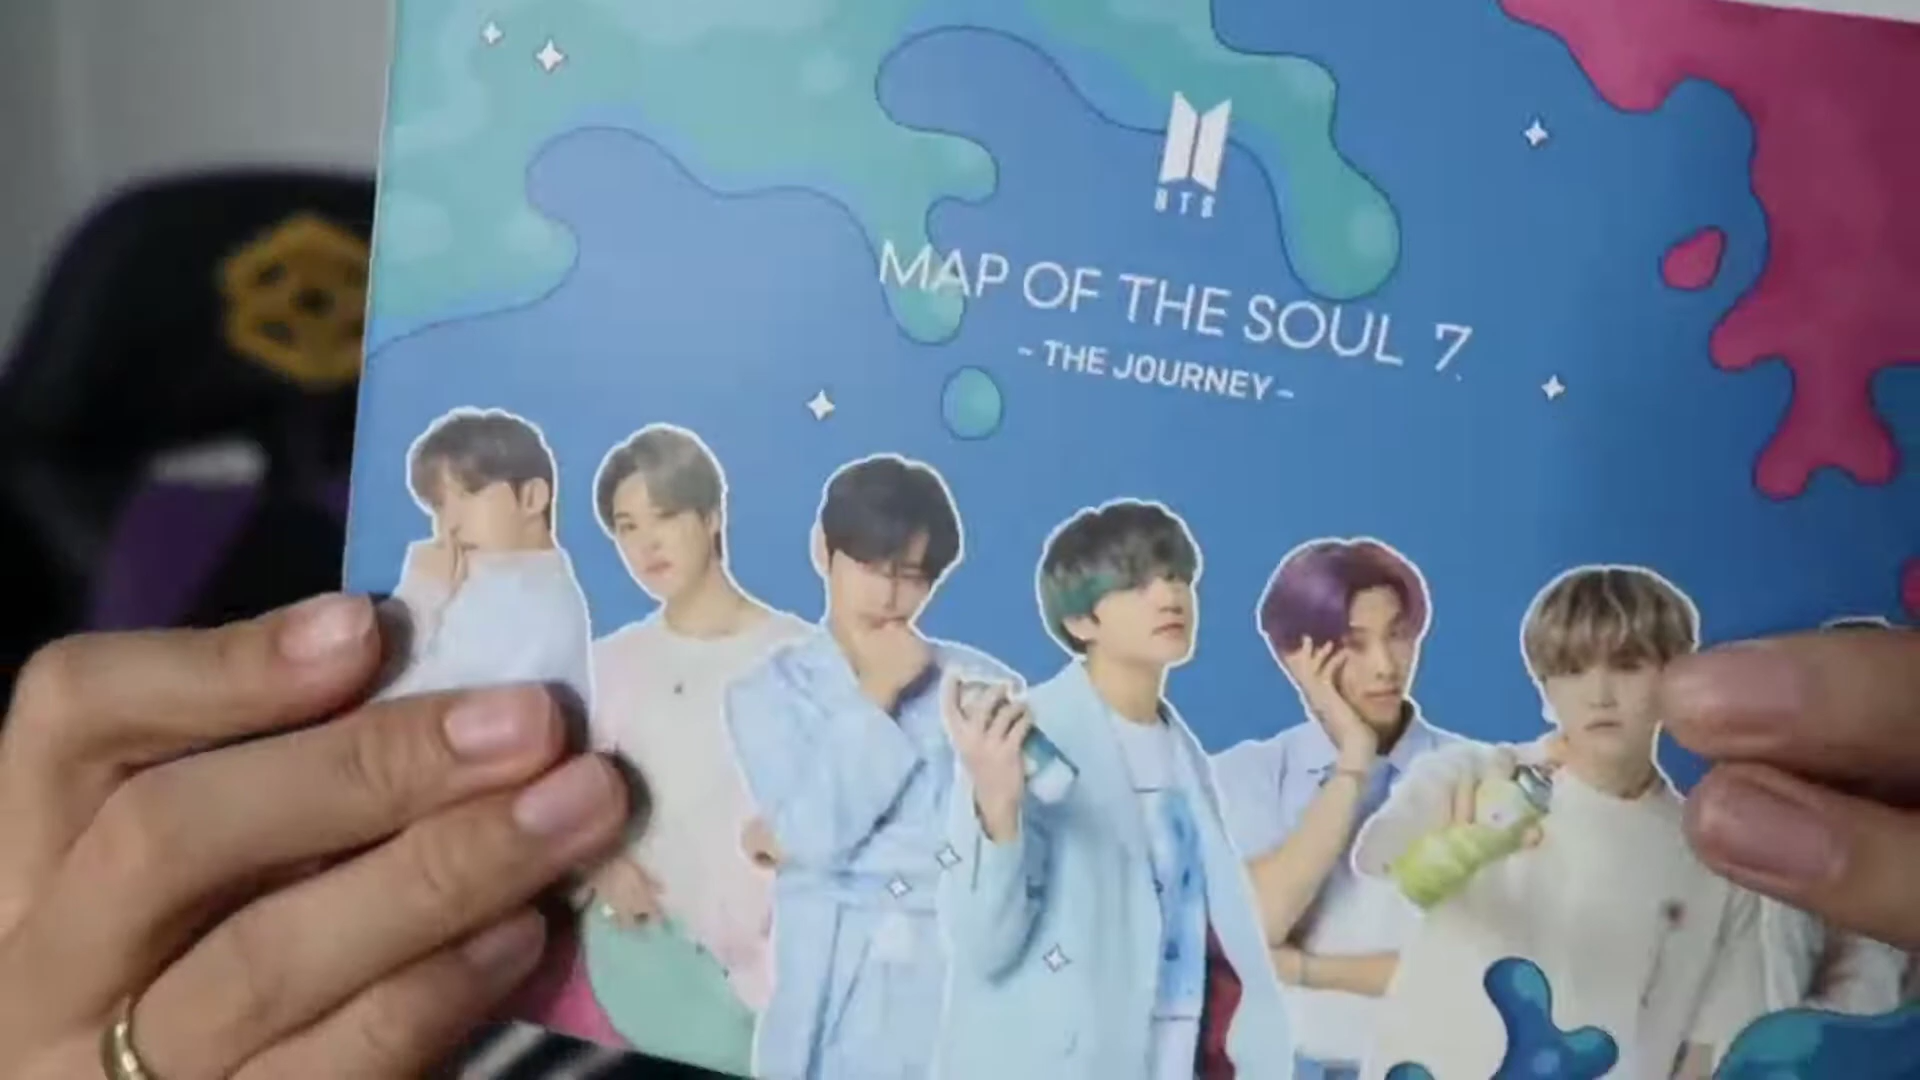 BTS
MAP OF THE SOUL 7
- THE JOURNEY -